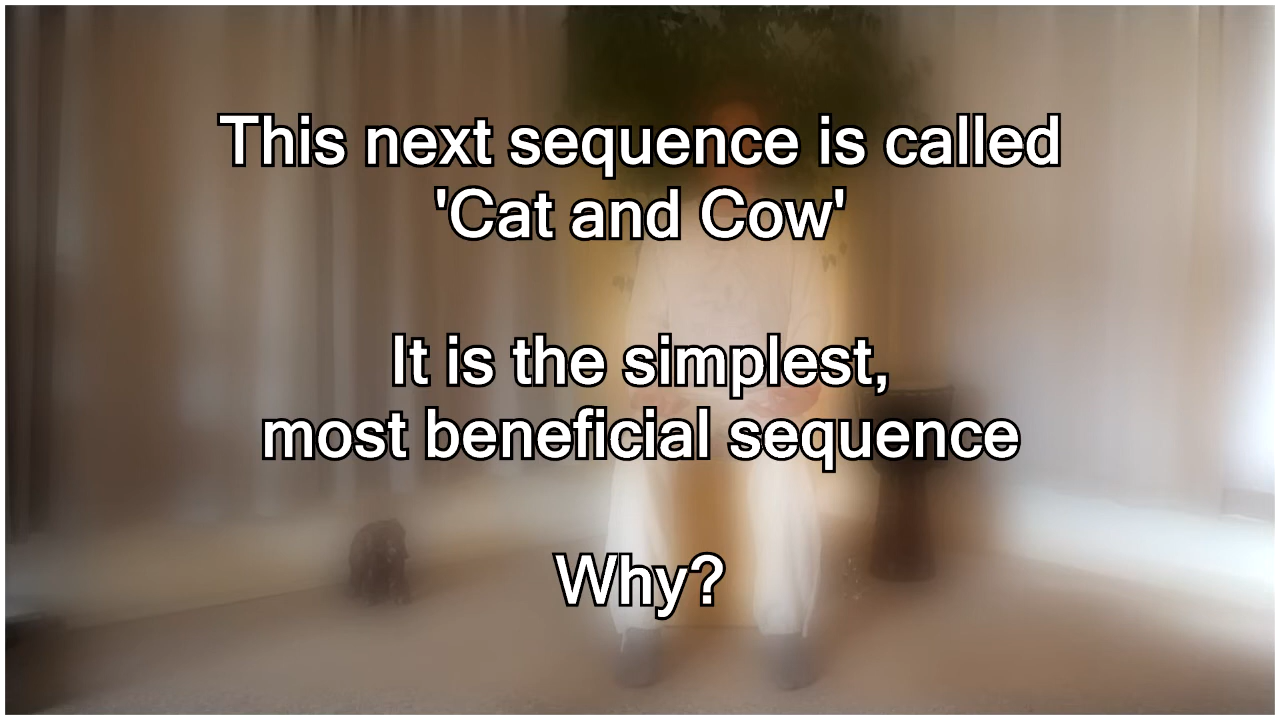 This next sequence is called
'Cat and Cow'
It is the simplest,
most beneficial sequence
Why?